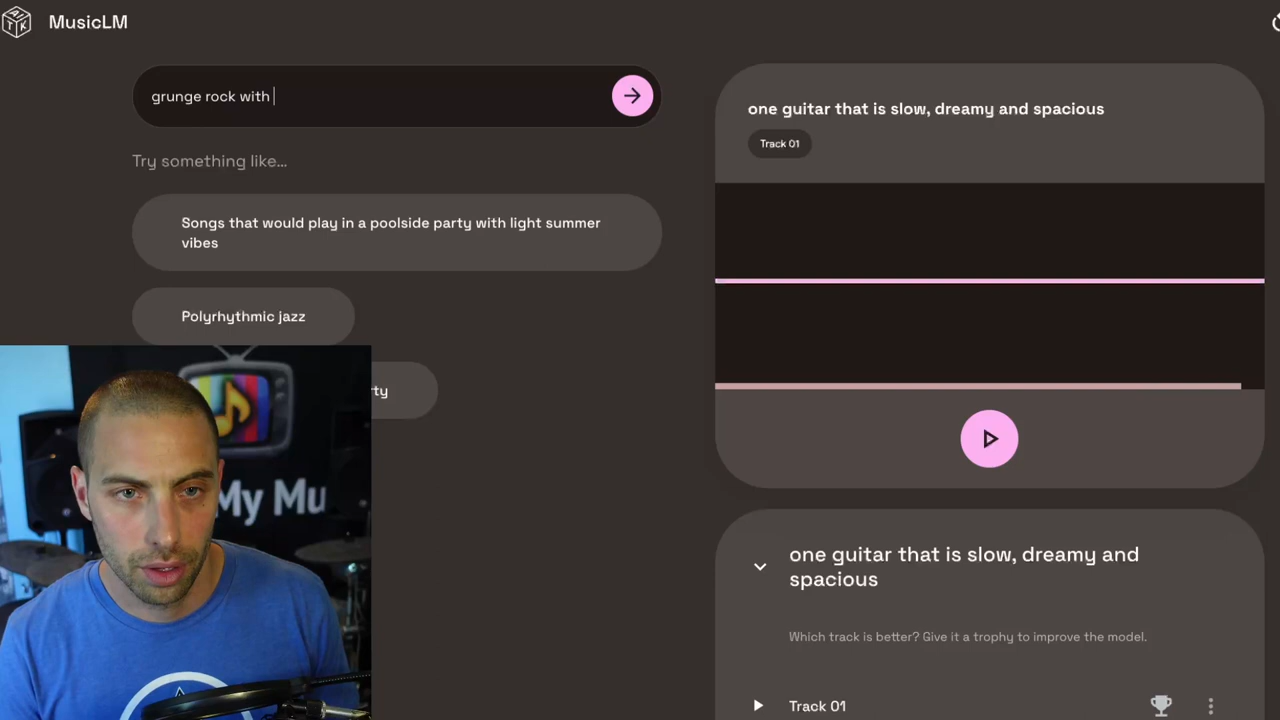 MusicLM
grunge rock with
Try something like...
Songs that would play in a poolside party with light summer
vibes
Polyrhythmic jazz
My Mu
one guitar that is slow, dreamy and spacious
Track 01
one guitar that is slow, dreamy and
spacious
Which track is better? Give it a trophy to improve the model.
Track 01